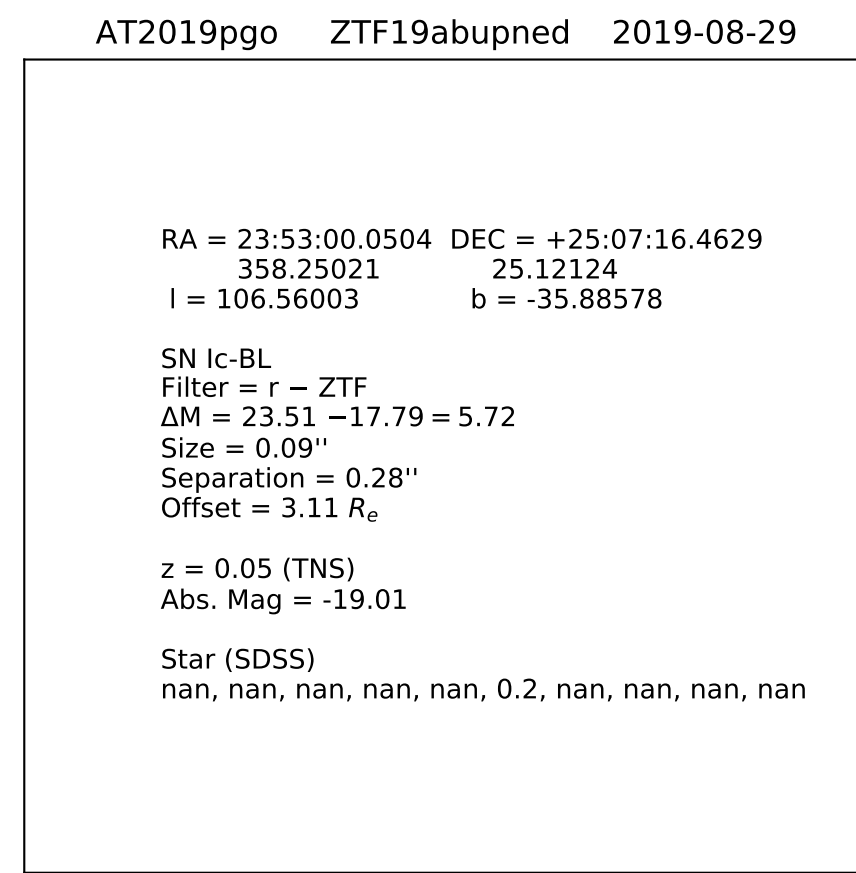 AT2019pgo ZTF19abupned 2019-08-29
RA = 23:53:00.0504 DEC = +25:07:16.4629
358.25021 25.12124
l = 106.56003 b = -35.88578
SN Ic-BL
Filter = r − ZTF
ΔM = 23.51 −17.79 = 5.72
Size = 0.09''
Separation = 0.28''
Offset = 3.11 Re
z = 0.05 (TNS)
Abs. Mag = -19.01
Star (SDSS)
nan, nan, nan, nan, nan, 0.2, nan, nan, nan, nan